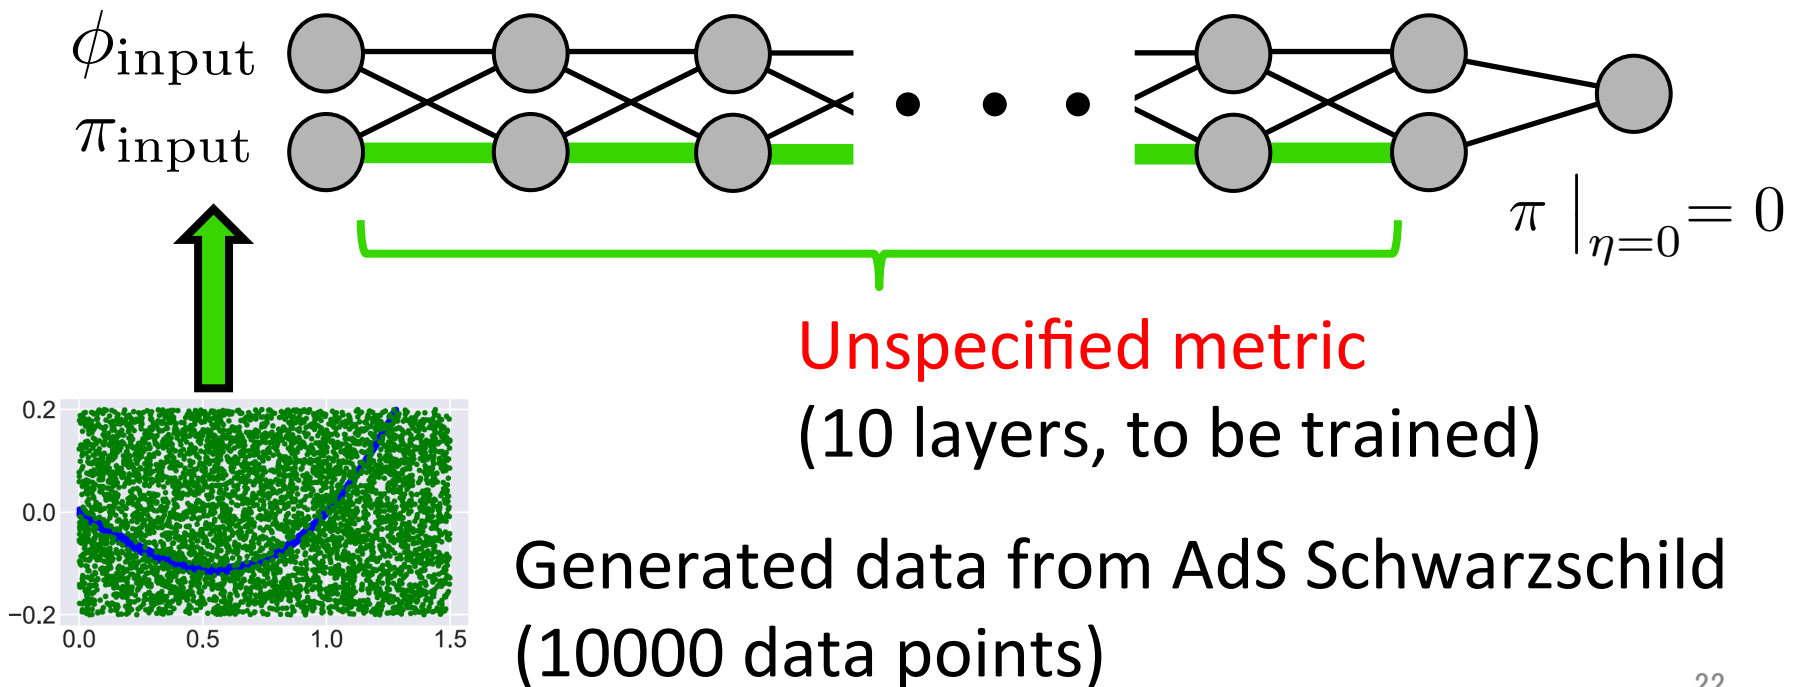 ϕinput
πinput
π |η=0 = 0
Unspecified metric
(10 layers, to be trained)
0.2
0.0
−0.2
0.0 0.5 1.0 1.5
Generated data from AdS Schwarzschild
(10000 data points)
22